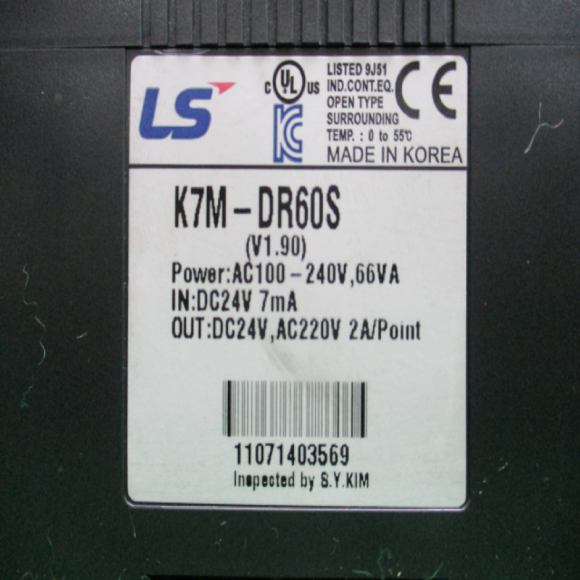 LS
C UL US
LISTED 9J51
IND.CONT.EQ.
OPEN TYPE
SURROUNDING
TEMP. : 0 to 55℃
CE
KC
MADE IN KOREA
K7M-DR60S
(V1.90)
Power:AC100-240V,66VA
IN:DC24V 7mA
OUT:DC24V,AC220V 2A/Point
11071403569
Inspected by S.Y.KIM